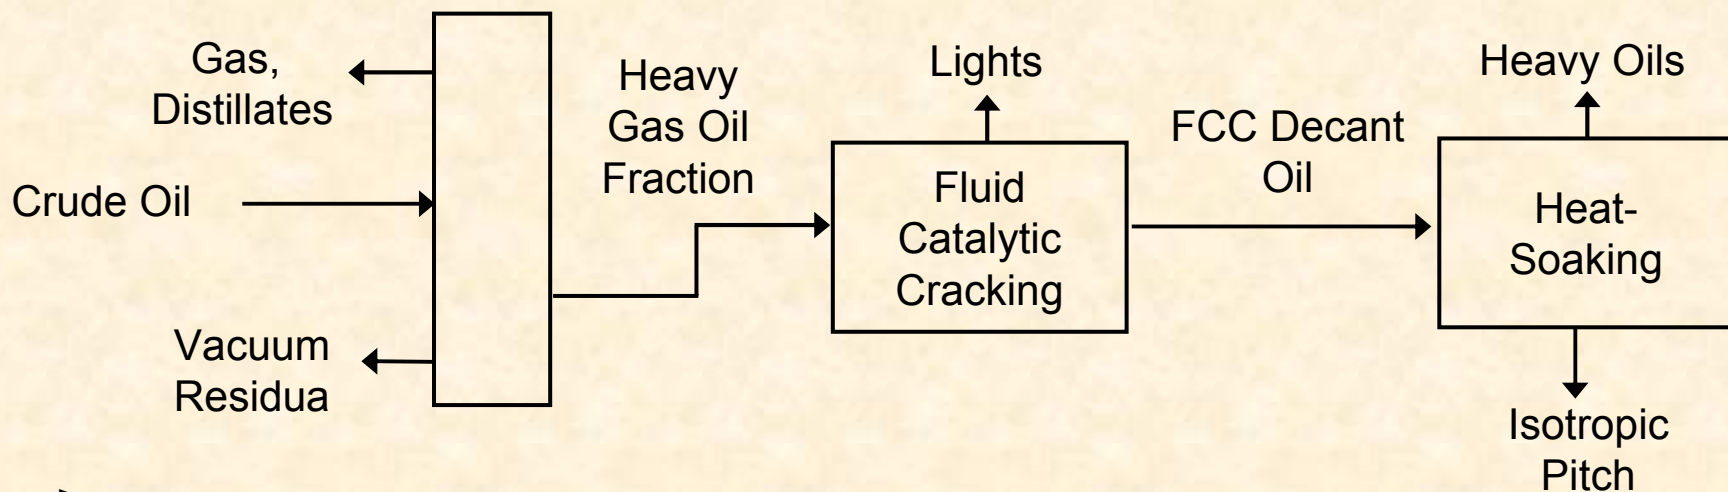 Gas,
Distillates
Crude Oil
Vacuum
Residua
Heavy
Gas Oil
Fraction
Lights
Fluid
Catalytic
Cracking
FCC Decant
Oil
Heavy Oils
Heat-
Soaking
Isotropic
Pitch